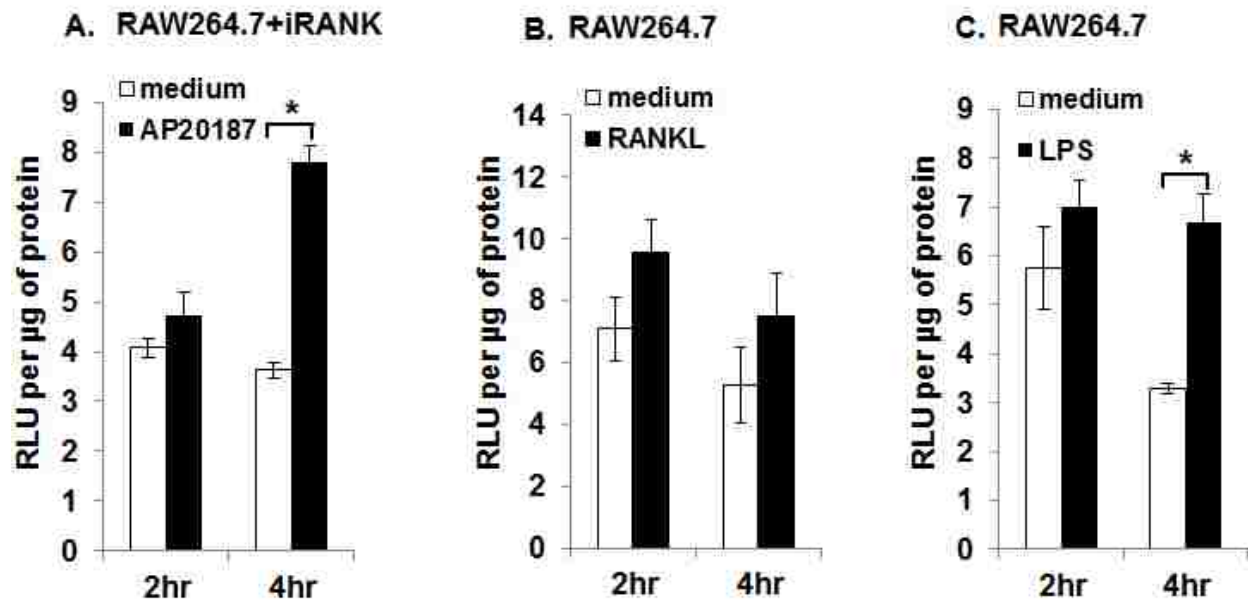 A. RAW264.7+iRANK
medium
AP20187
*
RLU per µg of protein
9
8
7
6
5
4
3
2
1
0
2hr 4hr
B. RAW264.7
medium
RANKL
RLU per µg of protein
14
12
10
8
6
4
2
0
2hr 4hr
C. RAW264.7
medium
LPS
*
RLU per µg of protein
9
8
7
6
5
4
3
2
1
0
2hr 4hr